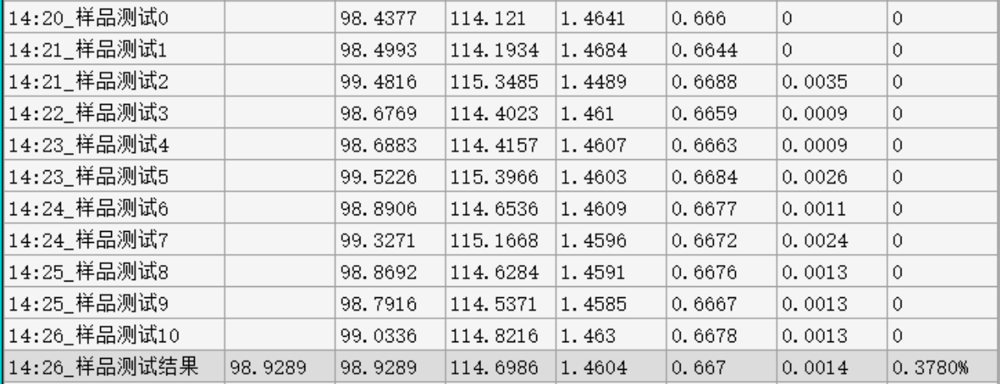 14:20_样品测试0 98.4377 114.121 1.4641 0.666 0 0
14:21_样品测试1 98.4993 114.1934 1.4684 0.6644 0 0
14:21_样品测试2 99.4816 115.3485 1.4489 0.6688 0.0035 0
14:22_样品测试3 98.6769 114.4023 1.461 0.6659 0.0009 0
14:23_样品测试4 98.6883 114.4157 1.4607 0.6663 0.0009 0
14:23_样品测试5 99.5226 115.3966 1.4603 0.6684 0.0026 0
14:24_样品测试6 98.8906 114.6536 1.4609 0.6677 0.0011 0
14:24_样品测试7 99.3271 115.1668 1.4596 0.6672 0.0024 0
14:25_样品测试8 98.8692 114.6284 1.4591 0.6676 0.0013 0
14:25_样品测试9 98.7916 114.5371 1.4585 0.6667 0.0013 0
14:26_样品测试10 99.0336 114.8216 1.463 0.6678 0.0013 0
14:26_样品测试结果 98.9289 98.9289 114.6986 1.4604 0.667 0.0014 0.3780%